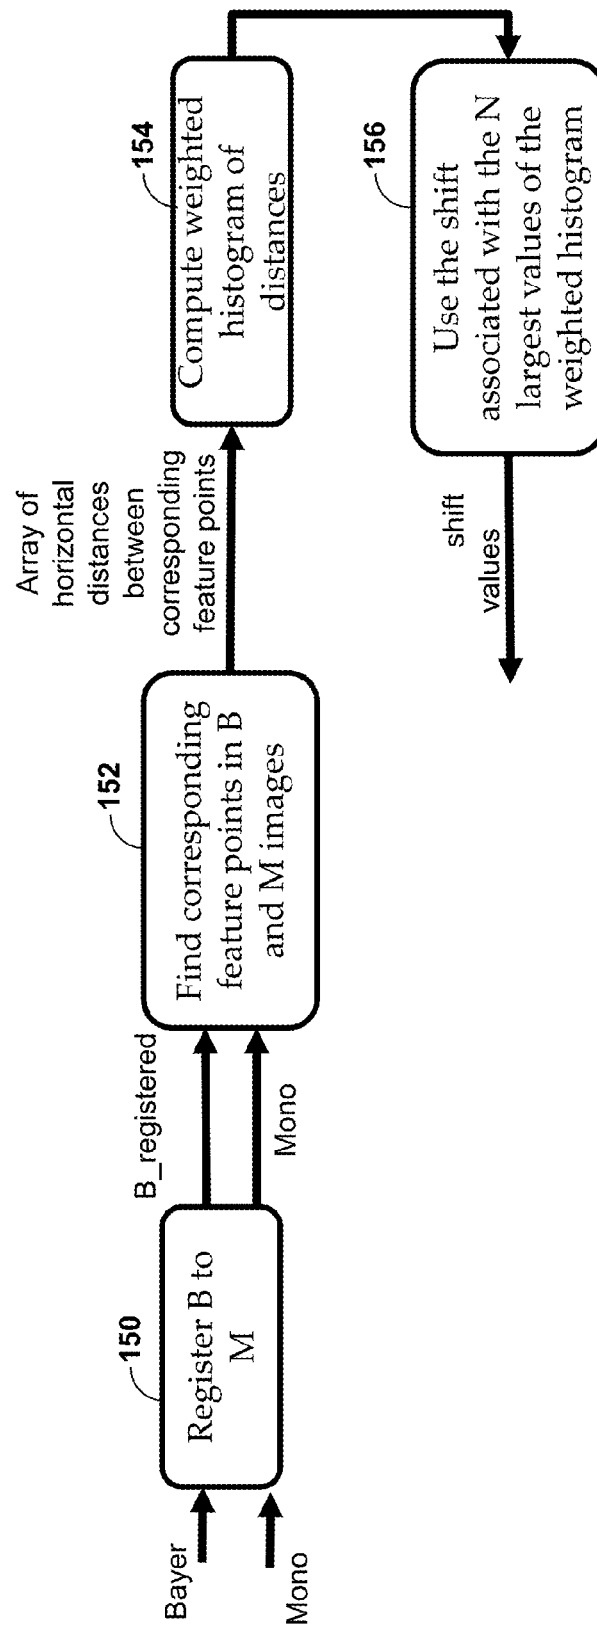 Bayer
Mono
150
Register B to
M
B_registered
Mono
152
Find corresponding
feature points in B
and M images
Array of
horizontal
distances
between
corresponding
feature points
154
Compute weighted
histogram of
distances
156
Use the shift
associated with the N
largest values of the
weighted histogram
shift
values